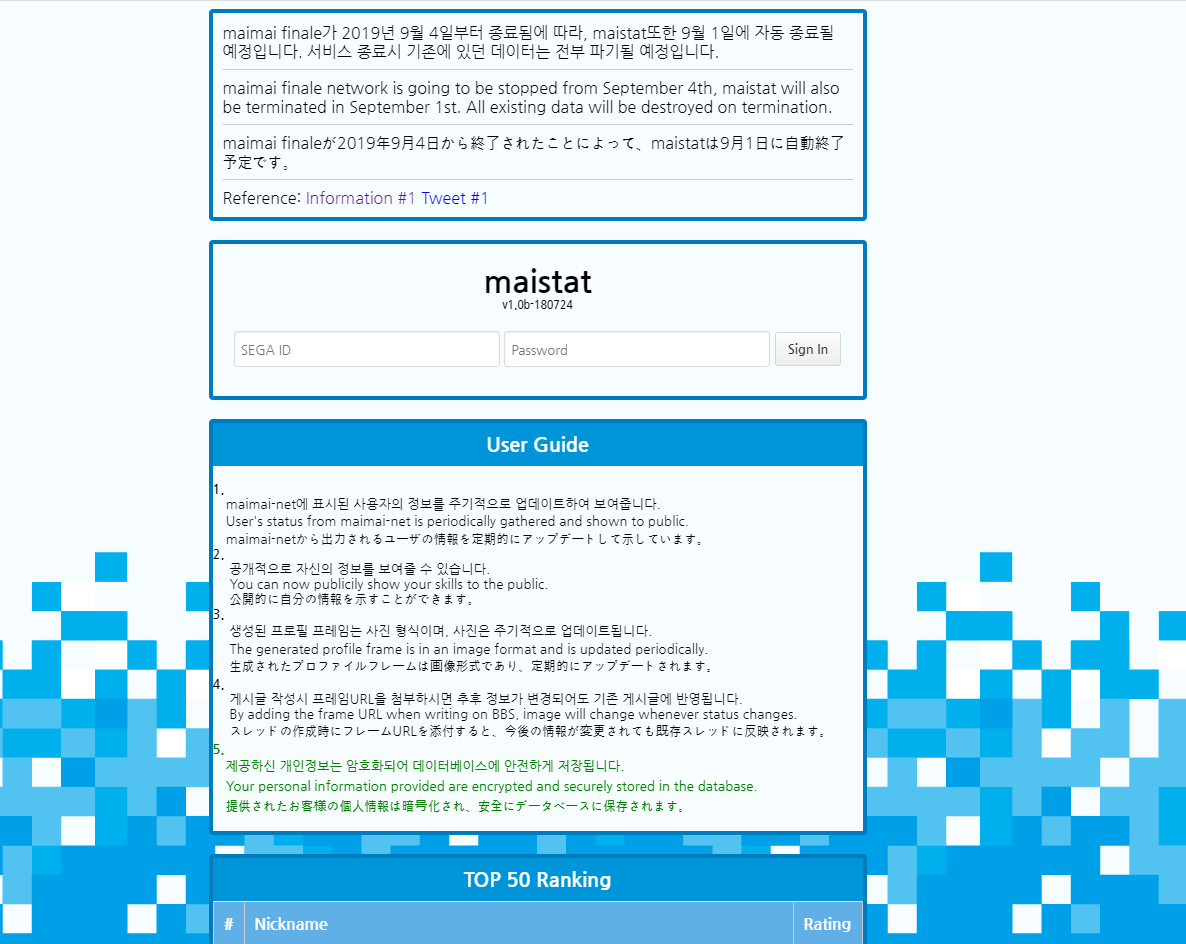 maimai finale가 2019년 9월 4일부터 종료됨에 따라, maistat또한 9월 1일에 자동 종료될
예정입니다. 서비스 종료시 기존에 있던 데이터는 전부 파기될 예정입니다.
maimai finale network is going to be stopped from September 4th, maistat will also
be terminated in September 1st. All existing data will be destroyed on termination.
maimai finaleが2019年9月4日から終了されたことによって、maistatは9月1日に自動終了
予定です。
Reference: Information #1 Tweet #1
maistat
v1.0b-180724
SEGA ID Password Sign In
User Guide
1.
maimai-net에 표시된 사용자의 정보를 주기적으로 업데이트하여 보여줍니다.
User's status from maimai-net is periodically gathered and shown to public.
maimai-netから出力されるユーザの情報を定期的にアップデートして示しています。
2.
공개적으로 자신의 정보를 보여줄 수 있습니다.
You can now publicily show your skills to the public.
公開的に自分の情報を示すことができます。
3.
생성된 프로필 프레임는 사진 형식이며, 사진은 주기적으로 업데이트됩니다.
The generated profile frame is in an image format and is updated periodically.
生成されたプロファイルフレームは画像形式であり、定期的にアップデートされます。
4.
게시글 작성시 프레임URL을 첨부하시면 추후 정보가 변경되어도 기존 게시글에 반영됩니다.
By adding the frame URL when writing on BBS, image will change whenever status changes.
スレッドの作成時にフレームURLを添付すると、今後の情報が変更されても既存スレッドに反映されます。
5.
제공하신 개인정보는 암호화되어 데이터베이스에 안전하게 저장됩니다.
Your personal information provided are encrypted and securely stored in the database.
提供されたお客様の個人情報は暗号化され、安全にデータベースに保存されます。
TOP 50 Ranking
# Nickname Rating